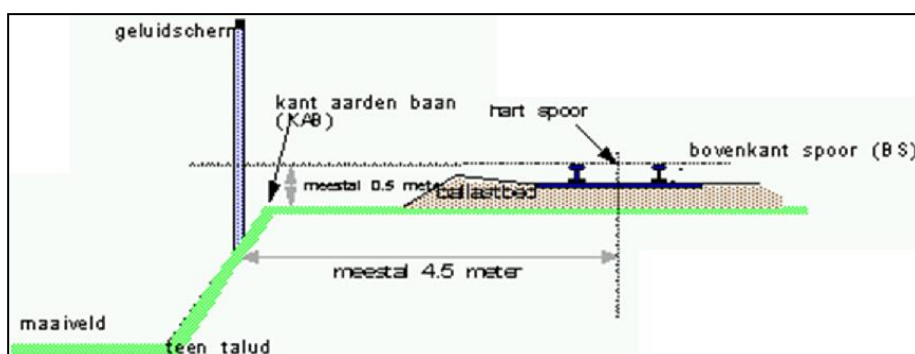 geluidscherm
kant aarden baan
(KAB)
hart spoor
bovenkant spoor (BS)
meestal 0.5 meter
ballastbed
meestal 4.5 meter
maaiveld
teen talud